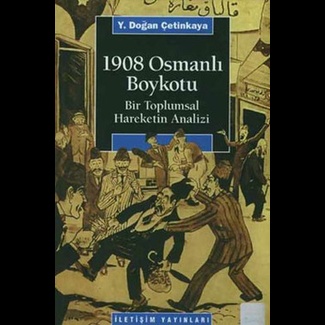 Y. Doğan Çetinkaya
1908 Osmanlı
Boykotu
Bir Toplumsal
Hareketin Analizi
İLETİŞİM YAYINLARI